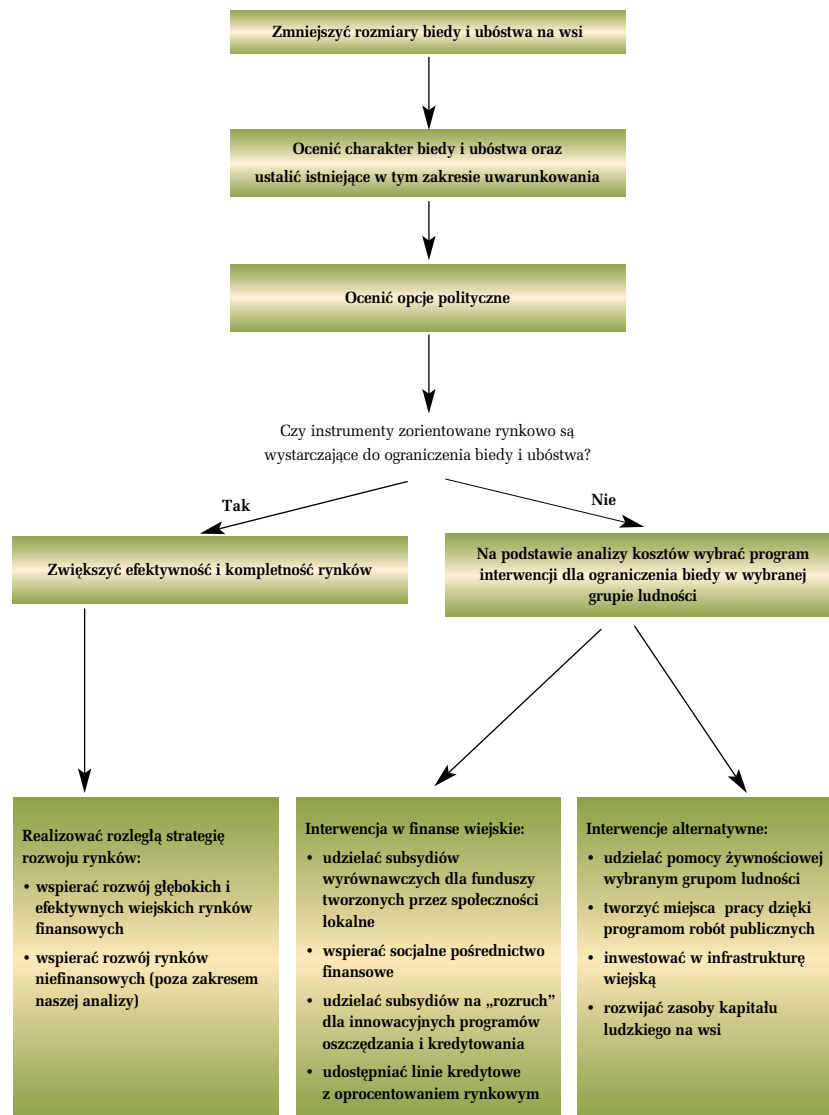 Zmniejszyć rozmiary biedy i ubóstwa na wsi
Ocenić charakter biedy i ubóstwa oraz
ustalić istniejące w tym zakresie uwarunkowania
Ocenić opcje polityczne
Czy instrumenty zorientowane rynkowo są
wystarczające do ograniczenia biedy i ubóstwa?
Tak
Nie
Zwiększyć efektywność i kompletność rynków
Na podstawie analizy kosztów wybrać program
interwencji dla ograniczenia biedy w wybranej
grupie ludności
Realizować rozległą strategię
rozwoju rynków:
• wspierać rozwój głębokich i
efektywnych wiejskich rynków
finansowych
• wspierać rozwój rynków
niefinansowych (poza zakresem
naszej analizy)
Interwencja w finanse wiejskie:
• udzielać subsydiów
wyrównawczych dla funduszy
tworzonych przez społeczności
lokalne
• wspierać socjalne pośrednictwo
finansowe
• udzielać subsydiów na „rozruch”
dla innowacyjnych programów
oszczędzania i kredytowania
• udostępniać linie kredytowe
z oprocentowaniem rynkowym
Interwencje alternatywne:
• udzielać pomocy żywnościowej
wybranym grupom ludności
• tworzyć miejsca pracy dzięki
programom robót publicznych
• inwestować w infrastrukturę
wiejską
• rozwijać zasoby kapitału
ludzkiego na wsi